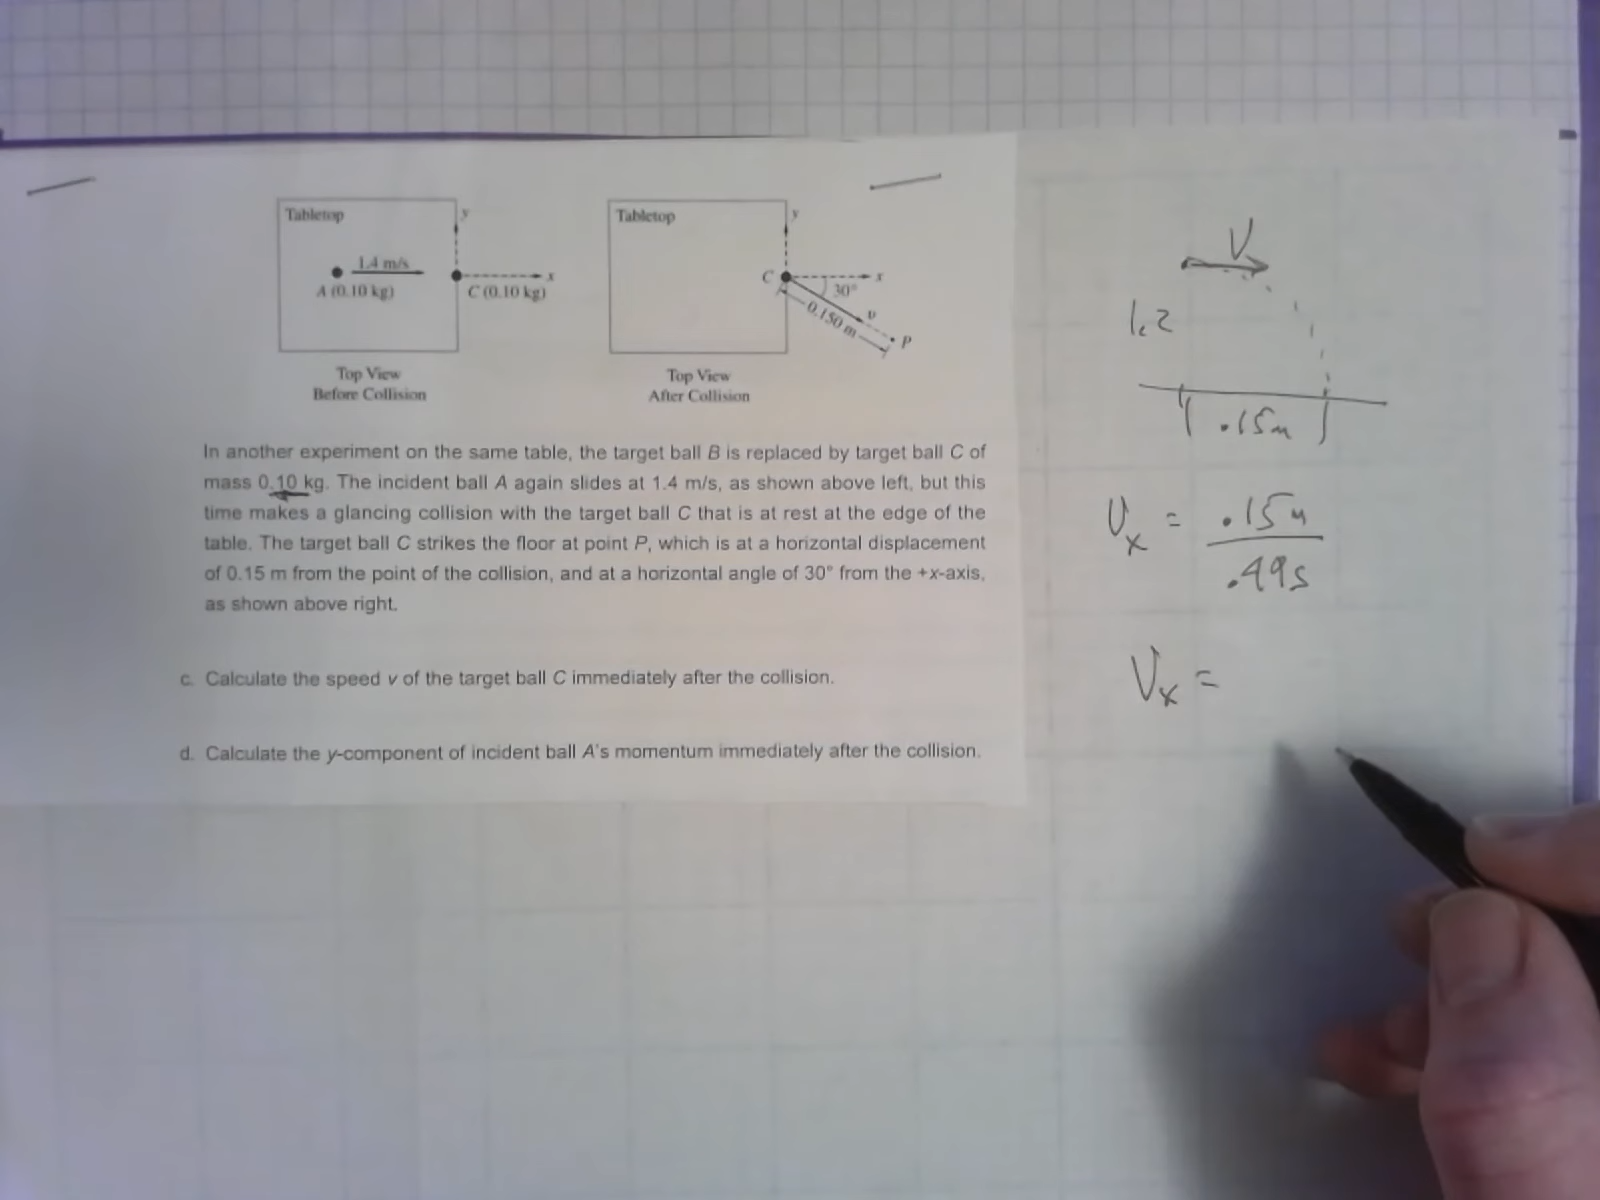 Tabletop
y
1.4 m/s
x
A (0.10 kg)
C (0.10 kg)
Top View
Before Collision
Tabletop
y
C
x
30°
v
0.150 m
P
Top View
After Collision
In another experiment on the same table, the target ball B is replaced by target ball C of
mass 0.10 kg. The incident ball A again slides at 1.4 m/s, as shown above left, but this
time makes a glancing collision with the target ball C that is at rest at the edge of the
table. The target ball C strikes the floor at point P, which is at a horizontal displacement
of 0.15 m from the point of the collision, and at a horizontal angle of 30° from the +x-axis,
as shown above right.
c. Calculate the speed v of the target ball C immediately after the collision.
d. Calculate the y-component of incident ball A's momentum immediately after the collision.
V
1.2
.15m
Vx = .15m
.49s
Vx =